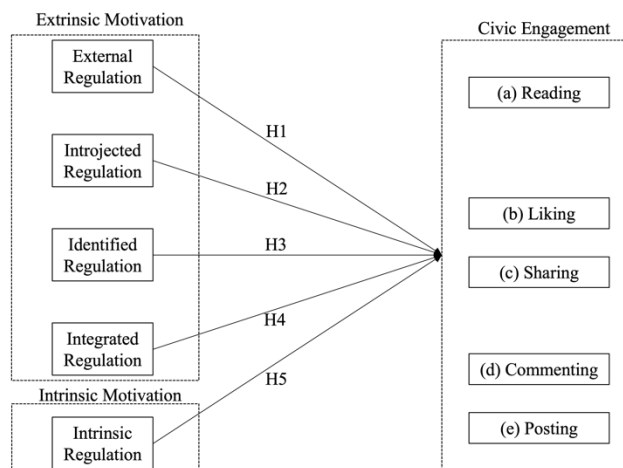 Extrinsic Motivation
External
Regulation
Introjected
Regulation
Identified
Regulation
Integrated
Regulation
Intrinsic Motivation
Intrinsic
Regulation
H1
H2
H3
H4
H5
Civic Engagement
(a) Reading
(b) Liking
(c) Sharing
(d) Commenting
(e) Posting